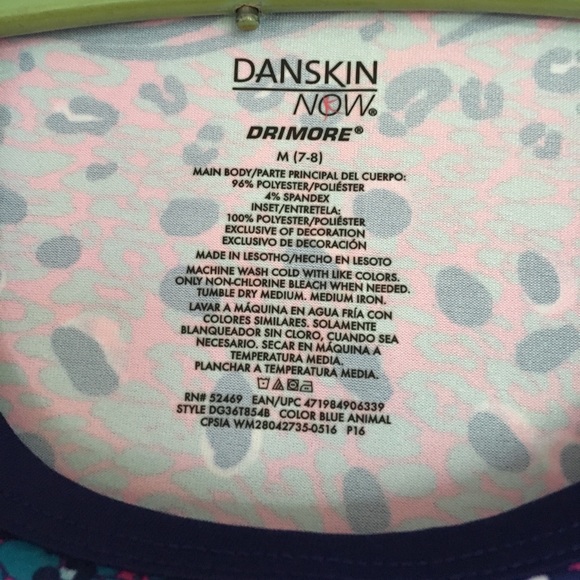 DANSKIN
NOW®
DRIMORE®
M (7-8)
MAIN BODY/PARTE PRINCIPAL DEL CUERPO:
96% POLYESTER/POLIÉSTER
4% SPANDEX
INSET/ENTRETELA:
100% POLYESTER/POLIÉSTER
EXCLUSIVE OF DECORATION
EXCLUSIVO DE DECORACIÓN
MADE IN LESOTHO/HECHO EN LESOTO
MACHINE WASH COLD WITH LIKE COLORS.
ONLY NON-CHLORINE BLEACH WHEN NEEDED.
TUMBLE DRY MEDIUM. MEDIUM IRON.
LAVAR A MÁQUINA EN AGUA FRÍA CON
COLORES SIMILARES. SOLAMENTE
BLANQUEADOR SIN CLORO, CUANDO SEA
NECESARIO. SECAR EN MÁQUINA A
TEMPERATURA MEDIA.
PLANCHAR A TEMPERATURA MEDIA.
RN# 52469 EAN/UPC 471984906339
STYLE DG36T854B COLOR BLUE ANIMAL
CPSIA WM28042735-0516 P16